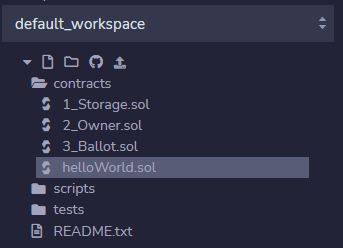 default_workspace
contracts
1_Storage.sol
2_Owner.sol
3_Ballot.sol
helloWorld.sol
scripts
tests
README.txt